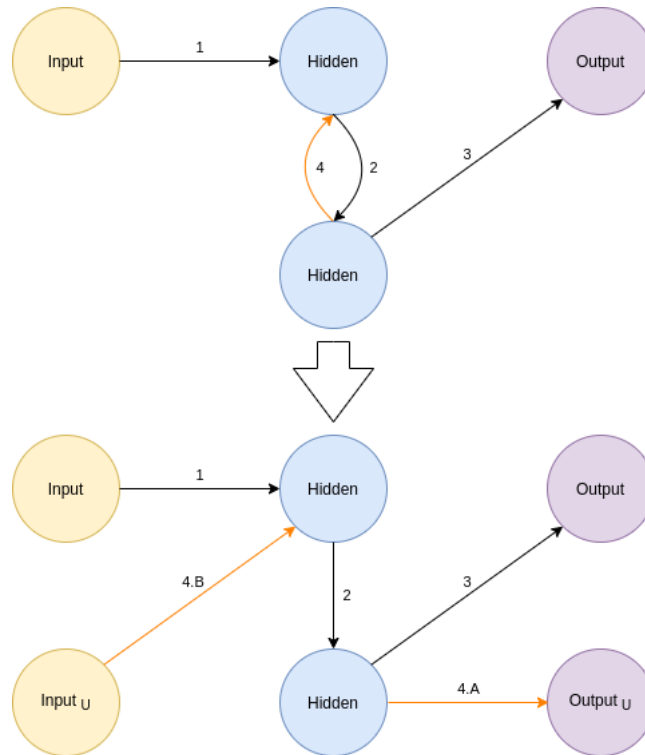 Input
1
Hidden
Output
4
2
3
Hidden
Input
1
Hidden
Output
4.B
2
3
Input U
Hidden
4.A
Output U